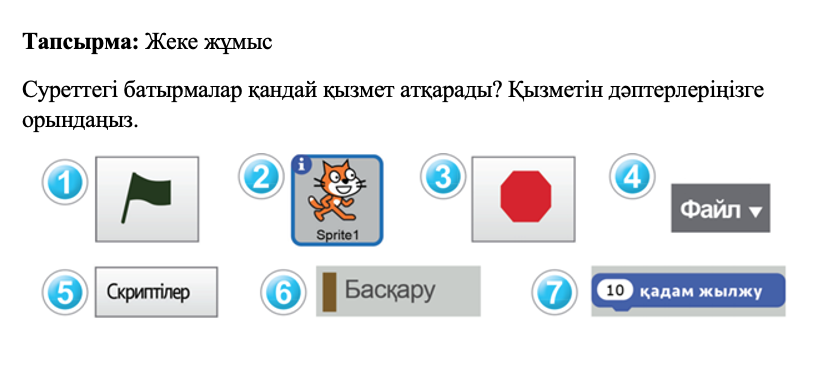 Тапсырма: Жеке жұмыс
Суреттегі батырмалар қандай қызмет атқарады? Қызметін дәптерлеріңізге
орындаңыз.
1 2 i Sprite1 3 4 Файл
5 Скриптілер 6 Басқару 7 10 қадам жылжу